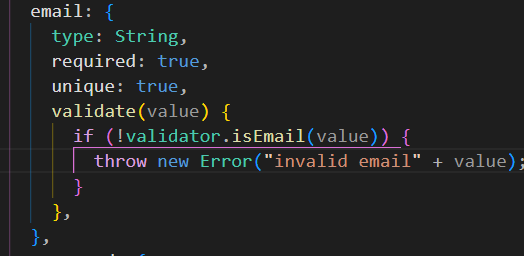 email: {
type: String,
required: true,
unique: true,
validate(value) {
if (!validator.isEmail(value)) {
throw new Error("invalid email" + value);
}
},
},